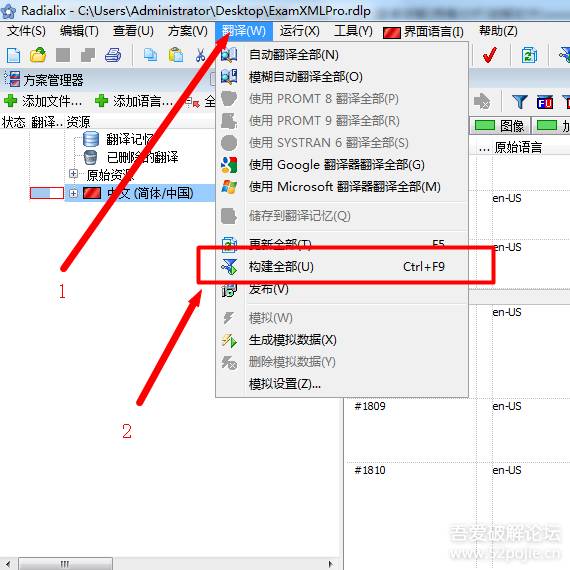 Radialix - C:\Users\Administrator\Desktop\ExamXMLPro.rdp
文件(S) 编辑(T) 查看(U) 方案(V) 翻译(W) 运行(X) 工具(Y) 界面语言(I) 帮助(Z)
方案管理器
添加文件... 添加语言... 全
状态 翻译.. 资源
翻译记忆
已删除的翻译
原始资源
中文 (简体/中国)
自动翻译全部(N)
模糊自动翻译全部(O)
使用 PROMT 8 翻译全部(P)
使用 PROMT 9 翻译全部(R)
使用 SYSTRAN 6 翻译全部(S)
使用 Google 翻译器翻译全部(G)
使用 Microsoft 翻译器翻译全部(M)
储存到翻译记忆(Q)
更新全部(T) F5
构建全部(U) Ctrl+F9
发布(V)
模拟(W)
生成模拟数据(X)
删除模拟数据(Y)
模拟设置(Z)...
1
2
图像 加
... 原始语言
en-US
en-US
en-US
#1809 en-US
#1810 en-US
吾爱破解论坛
www.52pojie.cn